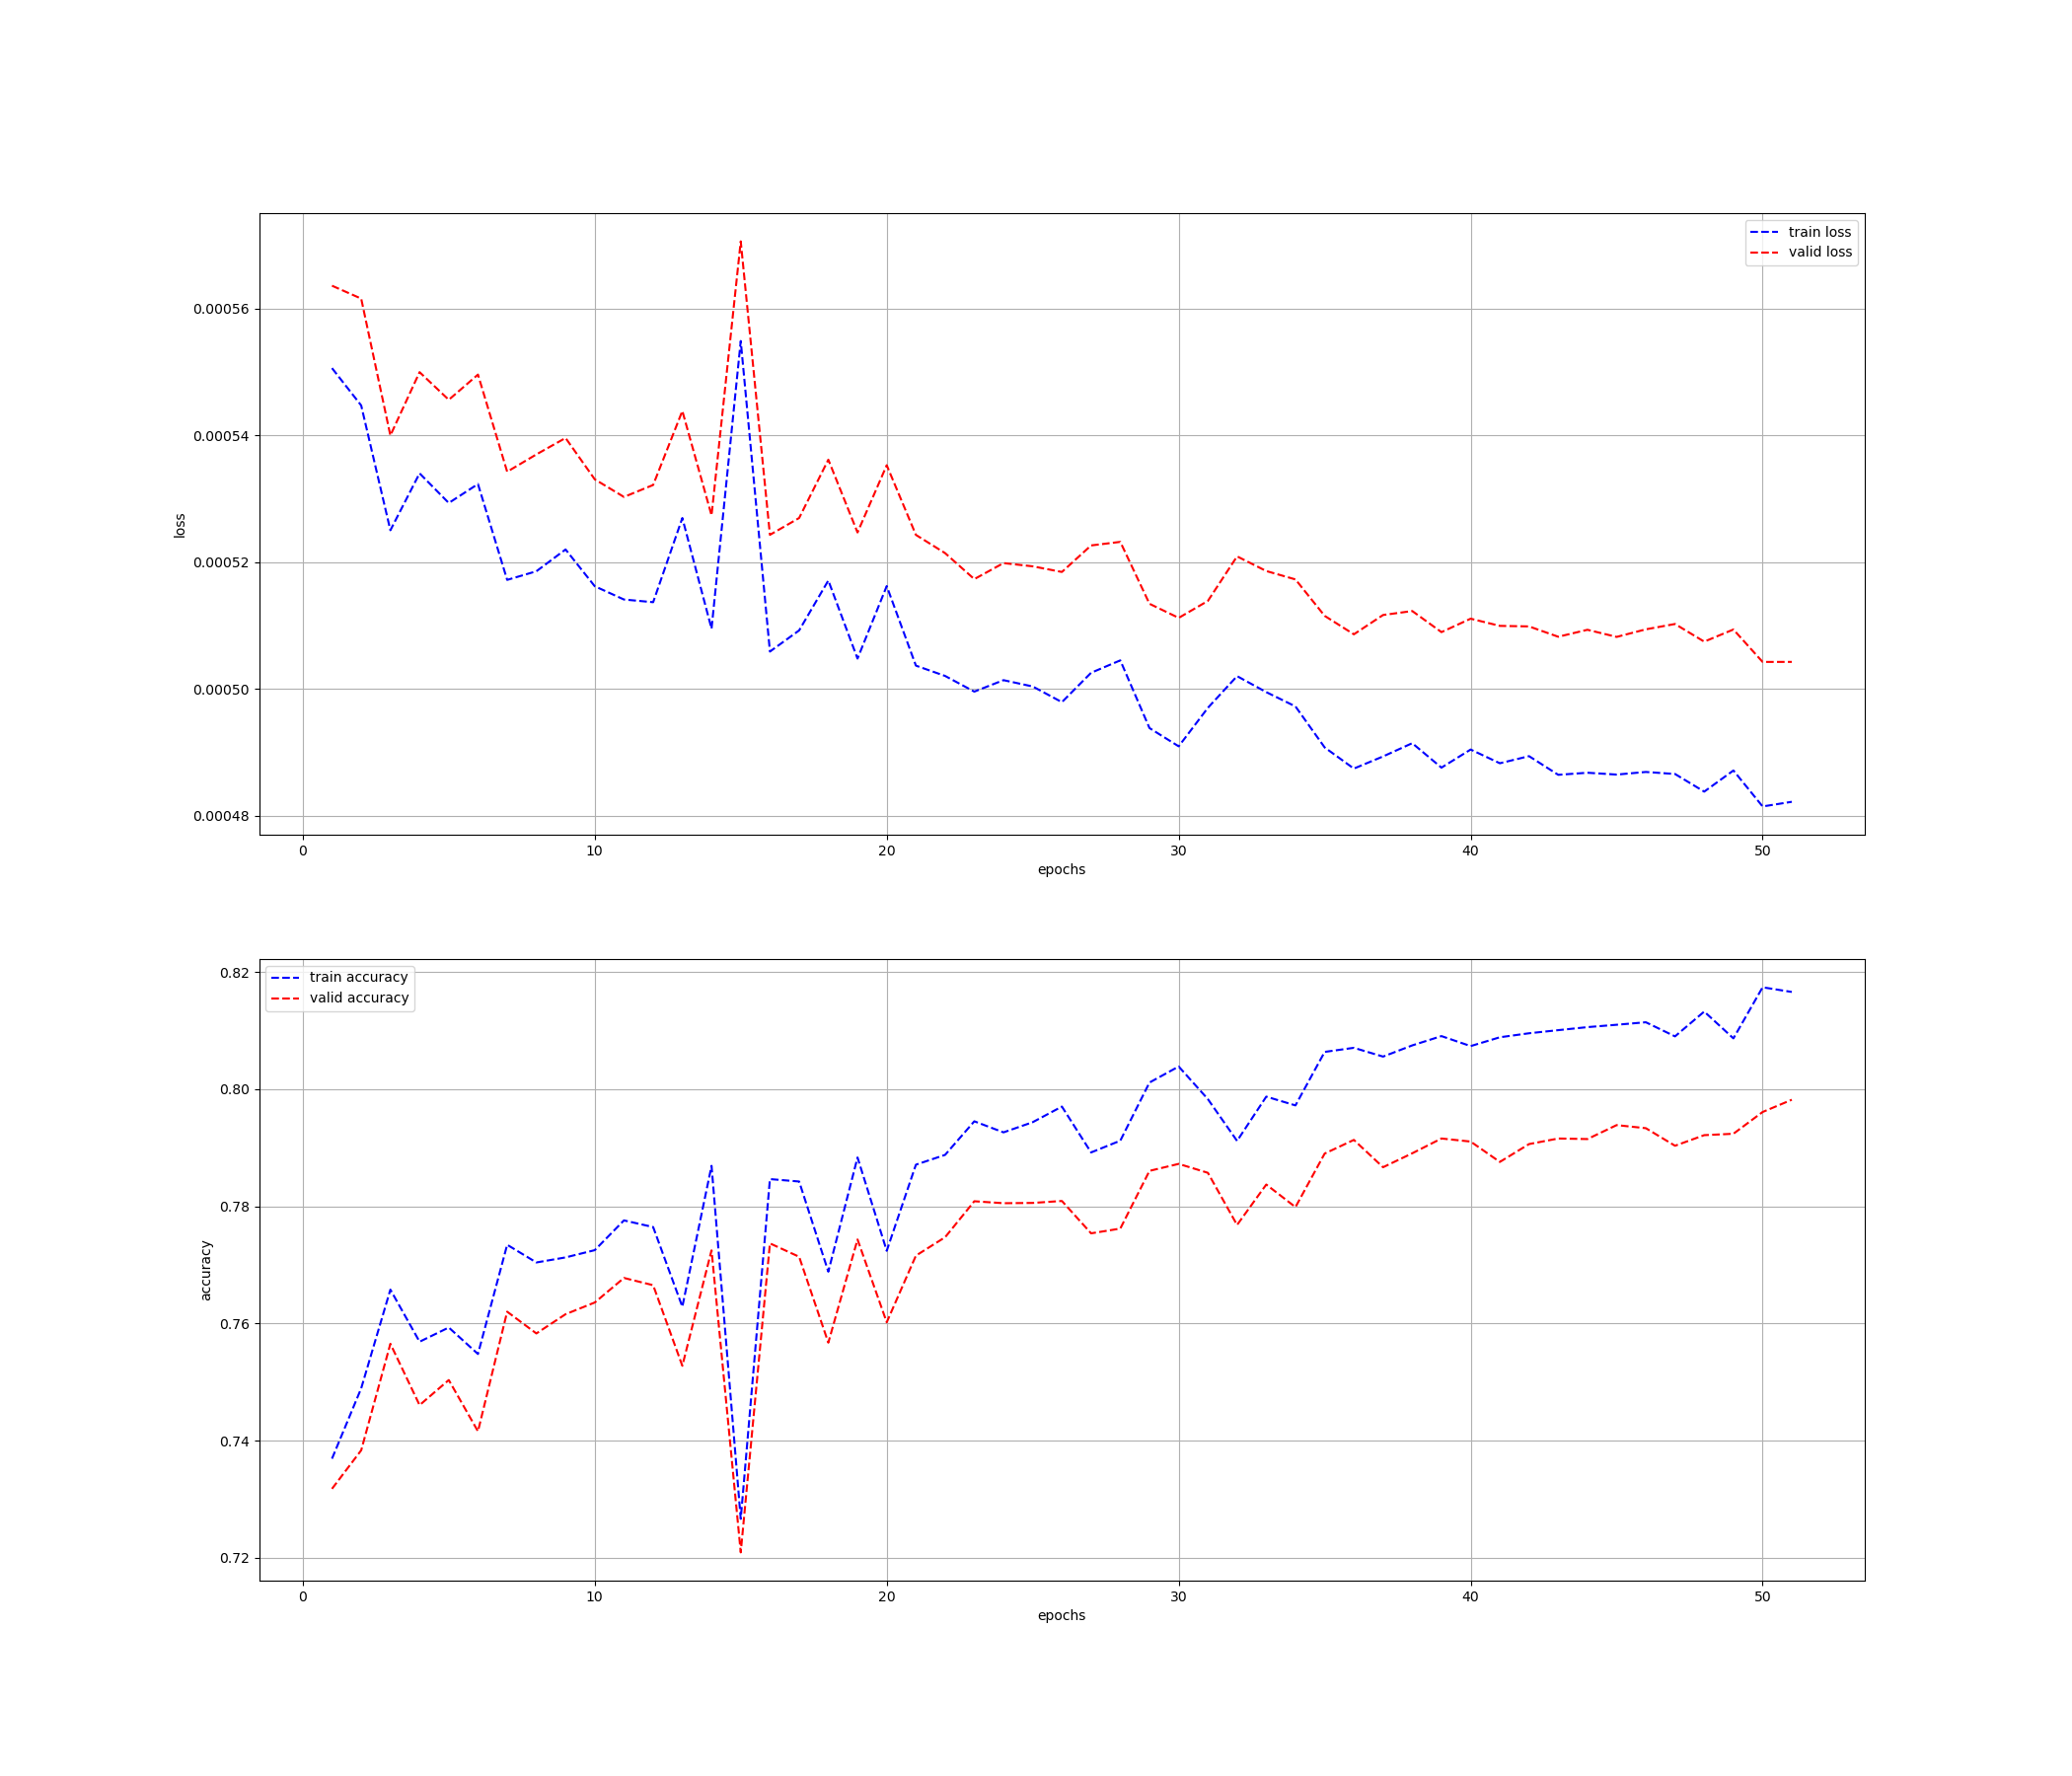 train loss
valid loss
0.00056
0.00054
0.00052
0.00050
0.00048
loss
0 10 20 30 40 50
epochs
train accuracy
valid accuracy
0.82
0.80
0.78
0.76
0.74
0.72
accuracy
0 10 20 30 40 50
epochs